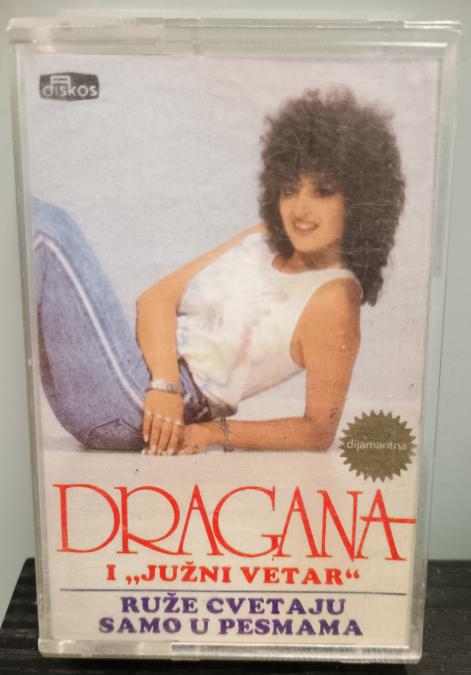 diskos
dijamantna
DRAGANA
I „JUŽNI VETAR“
RUŽE CVETAJU
SAMO U PESMAMA